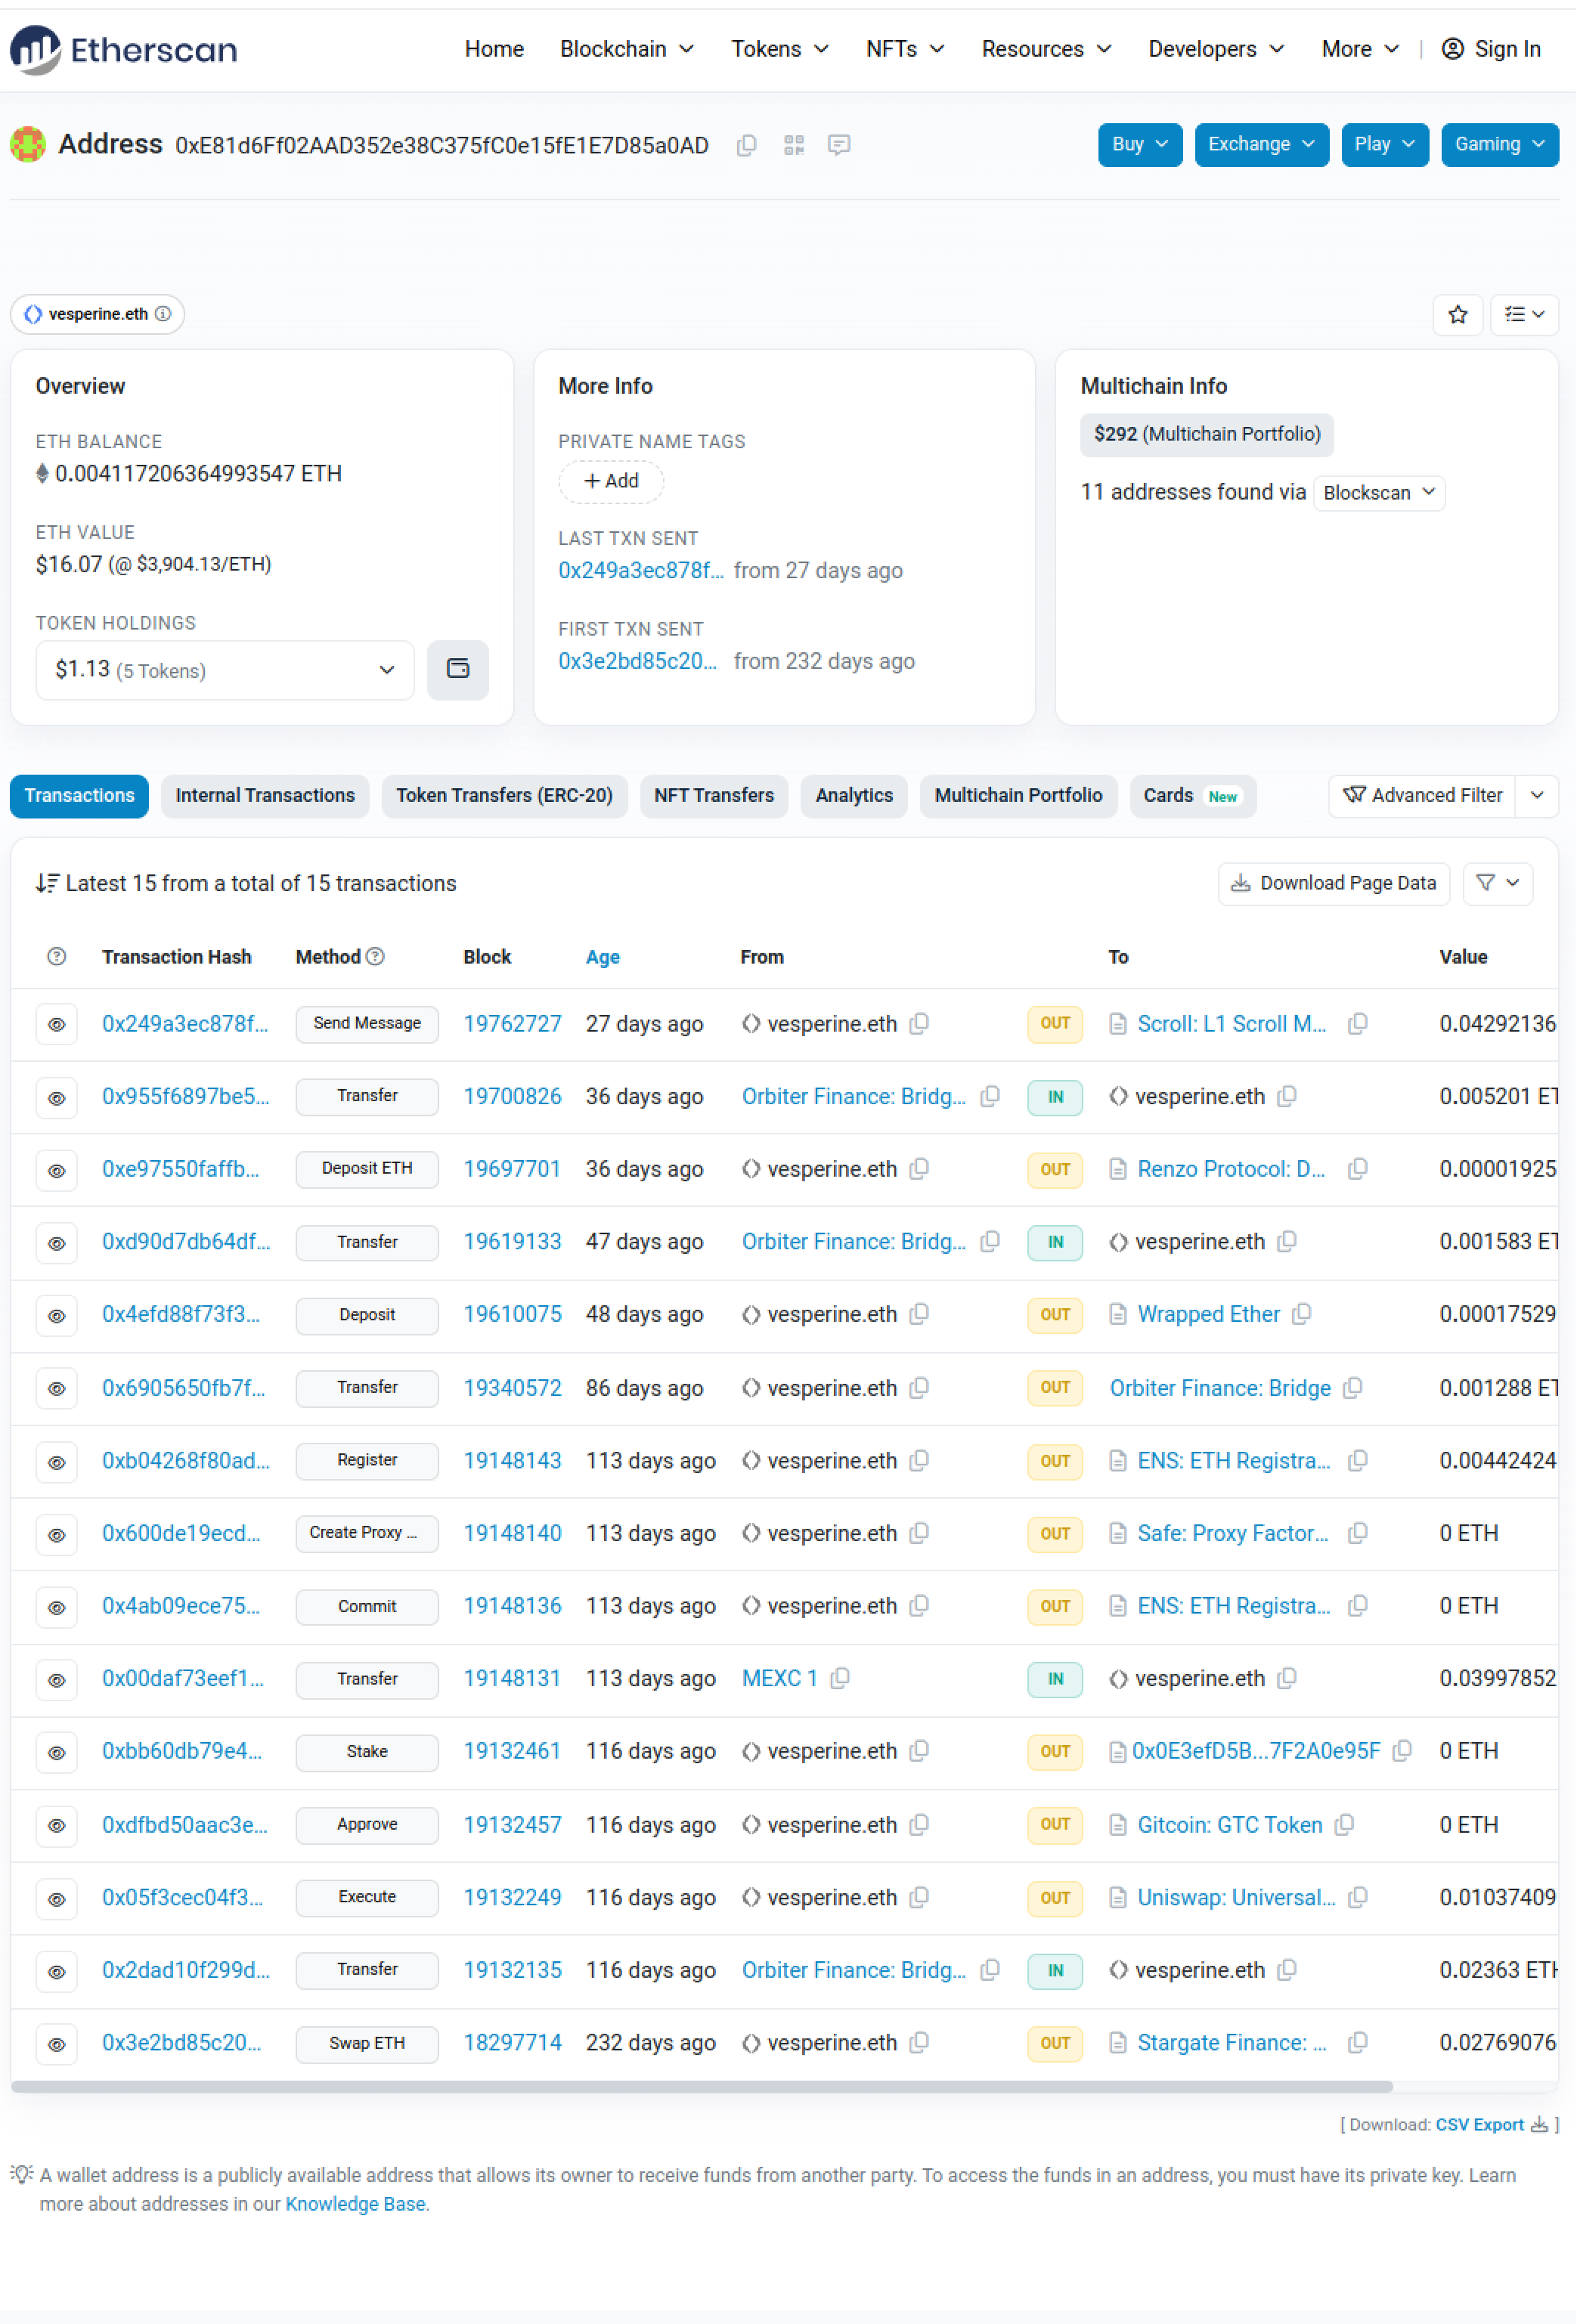 Etherscan
Home Blockchain Tokens NFTs Resources Developers More | Sign In
Address 0xE81d6Ff02AAD352e38C375fC0e15fE1E7D85a0AD
Buy Exchange Play Gaming
vesperine.eth
Overview
ETH BALANCE
0.004117206364993547 ETH
ETH VALUE
$16.07 (@ $3,904.13/ETH)
TOKEN HOLDINGS
$1.13 (5 Tokens)
More Info
PRIVATE NAME TAGS
+ Add
LAST TXN SENT
0x249a3ec878f... from 27 days ago
FIRST TXN SENT
0x3e2bd85c20... from 232 days ago
Multichain Info
$292 (Multichain Portfolio)
11 addresses found via Blockscan
Transactions Internal Transactions Token Transfers (ERC-20) NFT Transfers Analytics Multichain Portfolio Cards New Advanced Filter
Latest 15 from a total of 15 transactions
Download Page Data
Transaction Hash Method Block Age From To Value
0x249a3ec878f... Send Message 19762727 27 days ago vesperine.eth OUT Scroll: L1 Scroll M... 0.04292136
0x955f6897be5... Transfer 19700826 36 days ago Orbiter Finance: Bridg... IN vesperine.eth 0.005201 ET
0xe97550faffb... Deposit ETH 19697701 36 days ago vesperine.eth OUT Renzo Protocol: D... 0.00001925
0xd90d7db64df... Transfer 19619133 47 days ago Orbiter Finance: Bridg... IN vesperine.eth 0.001583 ET
0x4efd88f73f3... Deposit 19610075 48 days ago vesperine.eth OUT Wrapped Ether 0.00017529
0x6905650fb7f... Transfer 19340572 86 days ago vesperine.eth OUT Orbiter Finance: Bridge 0.001288 ET
0xb04268f80ad... Register 19148143 113 days ago vesperine.eth OUT ENS: ETH Registra... 0.00442424
0x600de19ecd... Create Proxy ... 19148140 113 days ago vesperine.eth OUT Safe: Proxy Factor... 0 ETH
0x4ab09ece75... Commit 19148136 113 days ago vesperine.eth OUT ENS: ETH Registra... 0 ETH
0x00daf73eef1... Transfer 19148131 113 days ago MEXC 1 IN vesperine.eth 0.03997852
0xbb60db79e4... Stake 19132461 116 days ago vesperine.eth OUT 0x0E3efD5B...7F2A0e95F 0 ETH
0xdfbd50aac3e... Approve 19132457 116 days ago vesperine.eth OUT Gitcoin: GTC Token 0 ETH
0x05f3cec04f3... Execute 19132249 116 days ago vesperine.eth OUT Uniswap: Universal... 0.01037409
0x2dad10f299d... Transfer 19132135 116 days ago Orbiter Finance: Bridg... IN vesperine.eth 0.02363 ETH
0x3e2bd85c20... Swap ETH 18297714 232 days ago vesperine.eth OUT Stargate Finance: ... 0.02769076
[ Download: CSV Export ]
A wallet address is a publicly available address that allows its owner to receive funds from another party. To access the funds in an address, you must have its private key. Learn
more about addresses in our Knowledge Base.